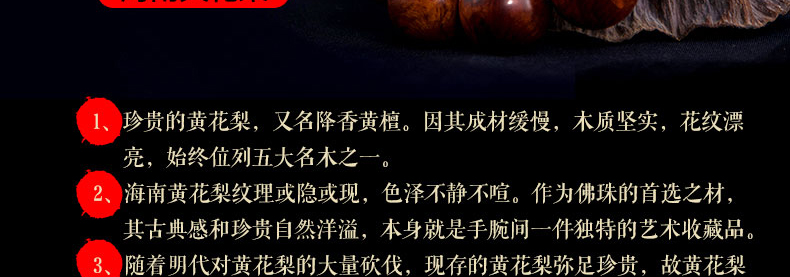 1、珍贵的黄花梨，又名降香黄檀。因其成材缓慢，木质坚实，花纹漂
亮，始终位列五大名木之一。
2、海南黄花梨纹理或隐或现，色泽不静不喧。作为佛珠的首选之材，
其古典感和珍贵自然洋溢，本身就是手腕间一件独特的艺术收藏品。
3、随着明代对黄花梨的大量砍伐，现存的黄花梨弥足珍贵，故黄花梨